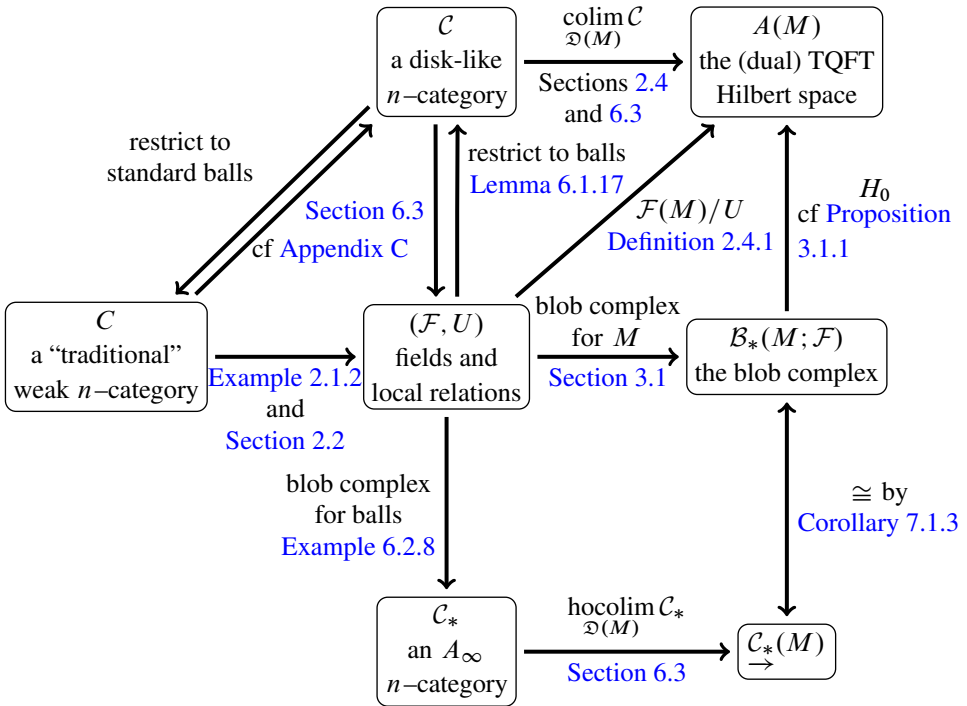 𝒞
a disk-like
n–category
colim 𝒞
𝔇(M)
Sections 2.4
and 6.3
A(M)
the (dual) TQFT
Hilbert space
restrict to
standard balls
Section 6.3
cf Appendix C
restrict to balls
Lemma 6.1.17
ℱ(M)/U
Definition 2.4.1
H₀
cf Proposition
3.1.1
C
a “traditional”
weak n–category
Example 2.1.2
and
Section 2.2
(ℱ, U)
fields and
local relations
blob complex
for M
Section 3.1
ℬ∗(M; ℱ)
the blob complex
blob complex
for balls
Example 6.2.8
≅ by
Corollary 7.1.3
𝒞∗
an A∞
n–category
hocolim 𝒞∗
𝔇(M)
Section 6.3
𝒞∗(M)
→